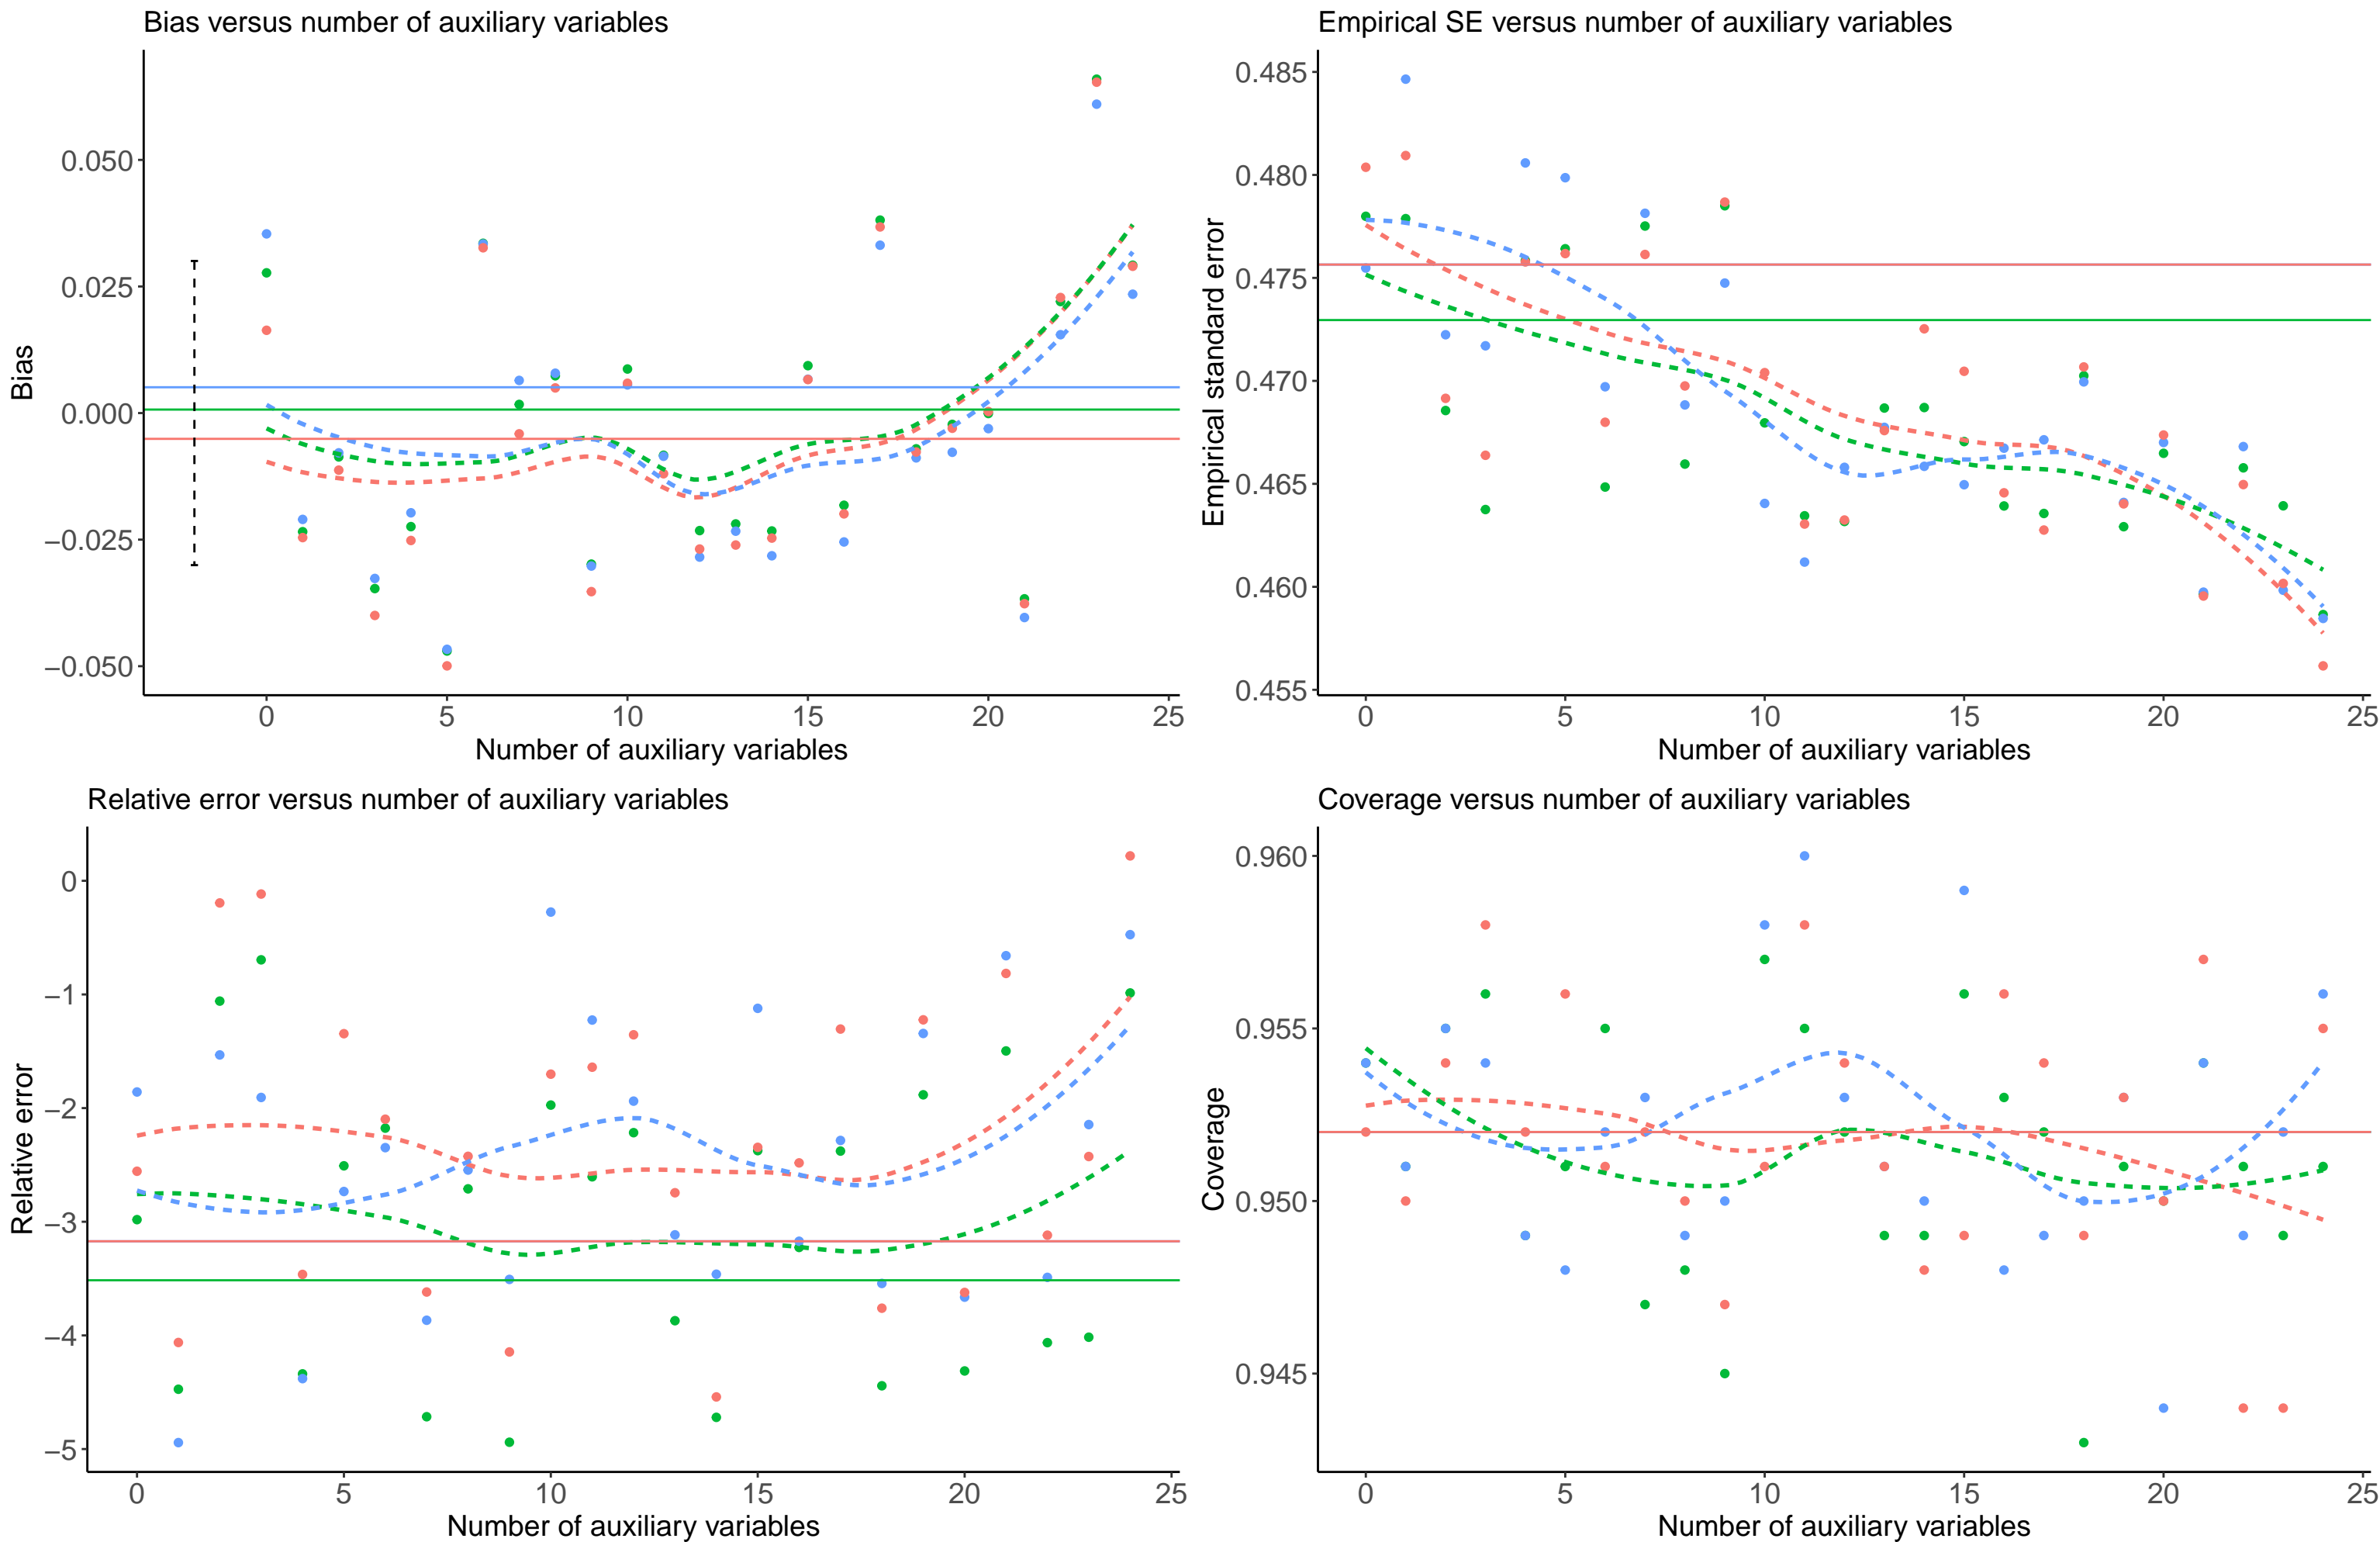 Bias versus number of auxiliary variables
Bias
0.050
0.025
0.000
−0.025
−0.050
0 5 10 15 20 25
Number of auxiliary variables
Empirical SE versus number of auxiliary variables
Empirical standard error
0.485
0.480
0.475
0.470
0.465
0.460
0.455
0 5 10 15 20 25
Number of auxiliary variables
Relative error versus number of auxiliary variables
Relative error
0
−1
−2
−3
−4
−5
0 5 10 15 20 25
Number of auxiliary variables
Coverage versus number of auxiliary variables
Coverage
0.960
0.955
0.950
0.945
0 5 10 15 20 25
Number of auxiliary variables